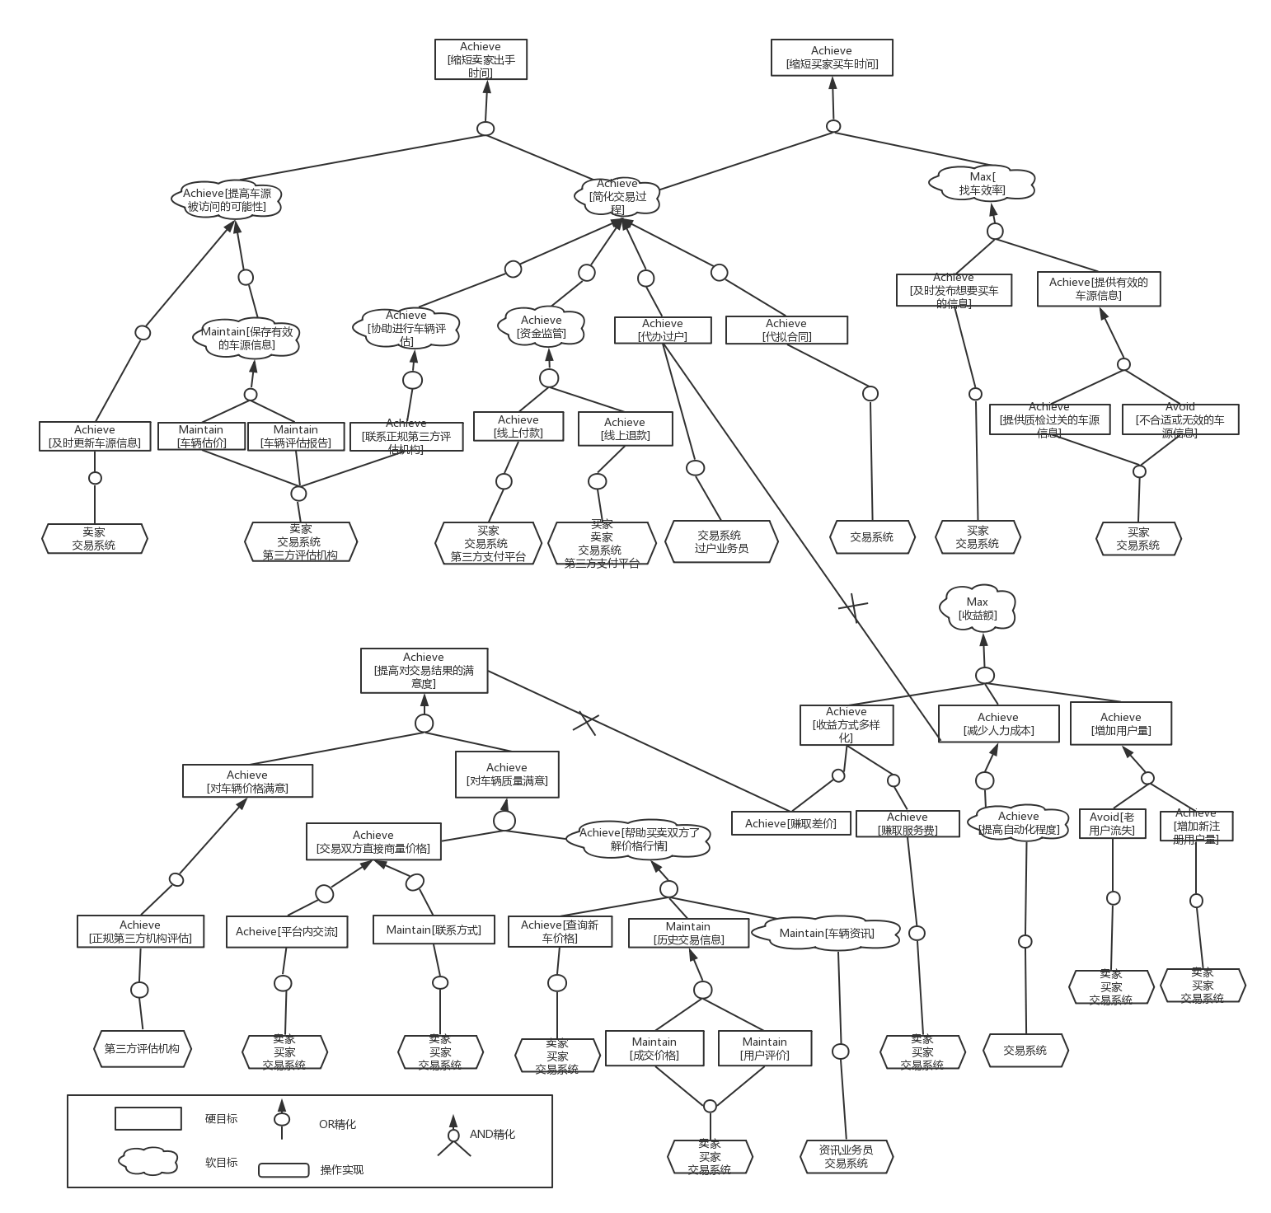 Achieve
[缩短卖家出手
时间]
Achieve
[缩短买家买车时间]
Achieve[提高车源
被访问的可能性]
Achieve
[简化交易过
程]
Max[
找车效率]
Achieve
[及时发布想要买车
的信息]
Achieve[提供有效的
车源信息]
Maintain[保存有效
的车源信息]
Achieve
[协助进行车辆评
估]
Achieve
[资金监管]
Achieve
[代办过户]
Achieve
[代拟合同]
Achieve
[及时更新车源信息]
Maintain
[车辆估价]
Maintain
[车辆评估报告]
Achieve
[联系正规第三方评
估机构]
Achieve
[线上付款]
Achieve
[线上退款]
Achieve
[提供质检过关的车源
信息]
Avoid
[不合适或无效的车
源信息]
卖家
交易系统
卖家
交易系统
第三方评估机构
买家
交易系统
第三方支付平台
买家
卖家
交易系统
第三方支付平台
交易系统
过户业务员
交易系统
买家
交易系统
买家
交易系统
Max
[收益额]
Achieve
[提高对交易结果的满
意度]
Achieve
[收益方式多样
化]
Achieve
[减少人力成本]
Achieve
[增加用户量]
Achieve
[对车辆价格满意]
Achieve
[对车辆质量满意]
Achieve[赚取差价]
Achieve
[赚取服务费]
Achieve
[提高自动化程度]
Avoid[老
用户流失]
Achieve
[增加新注
册用户量]
Achieve
[交易双方直接商量价格]
Achieve[帮助买卖双方了
解价格行情]
Achieve
[正规第三方机构评估]
Acheive[平台内交流]
Maintain[联系方式]
Achieve[查询新
车价格]
Maintain
[历史交易信息]
Maintain[车辆资讯]
卖家
买家
交易系统
卖家
买家
交易系统
第三方评估机构
卖家
买家
交易系统
卖家
买家
交易系统
卖家
买家
交易系统
Maintain
[成交价格]
Maintain
[用户评价]
卖家
买家
交易系统
交易系统
卖家
买家
交易系统
资讯业务员
交易系统
硬目标
OR精化
AND精化
软目标
操作实现